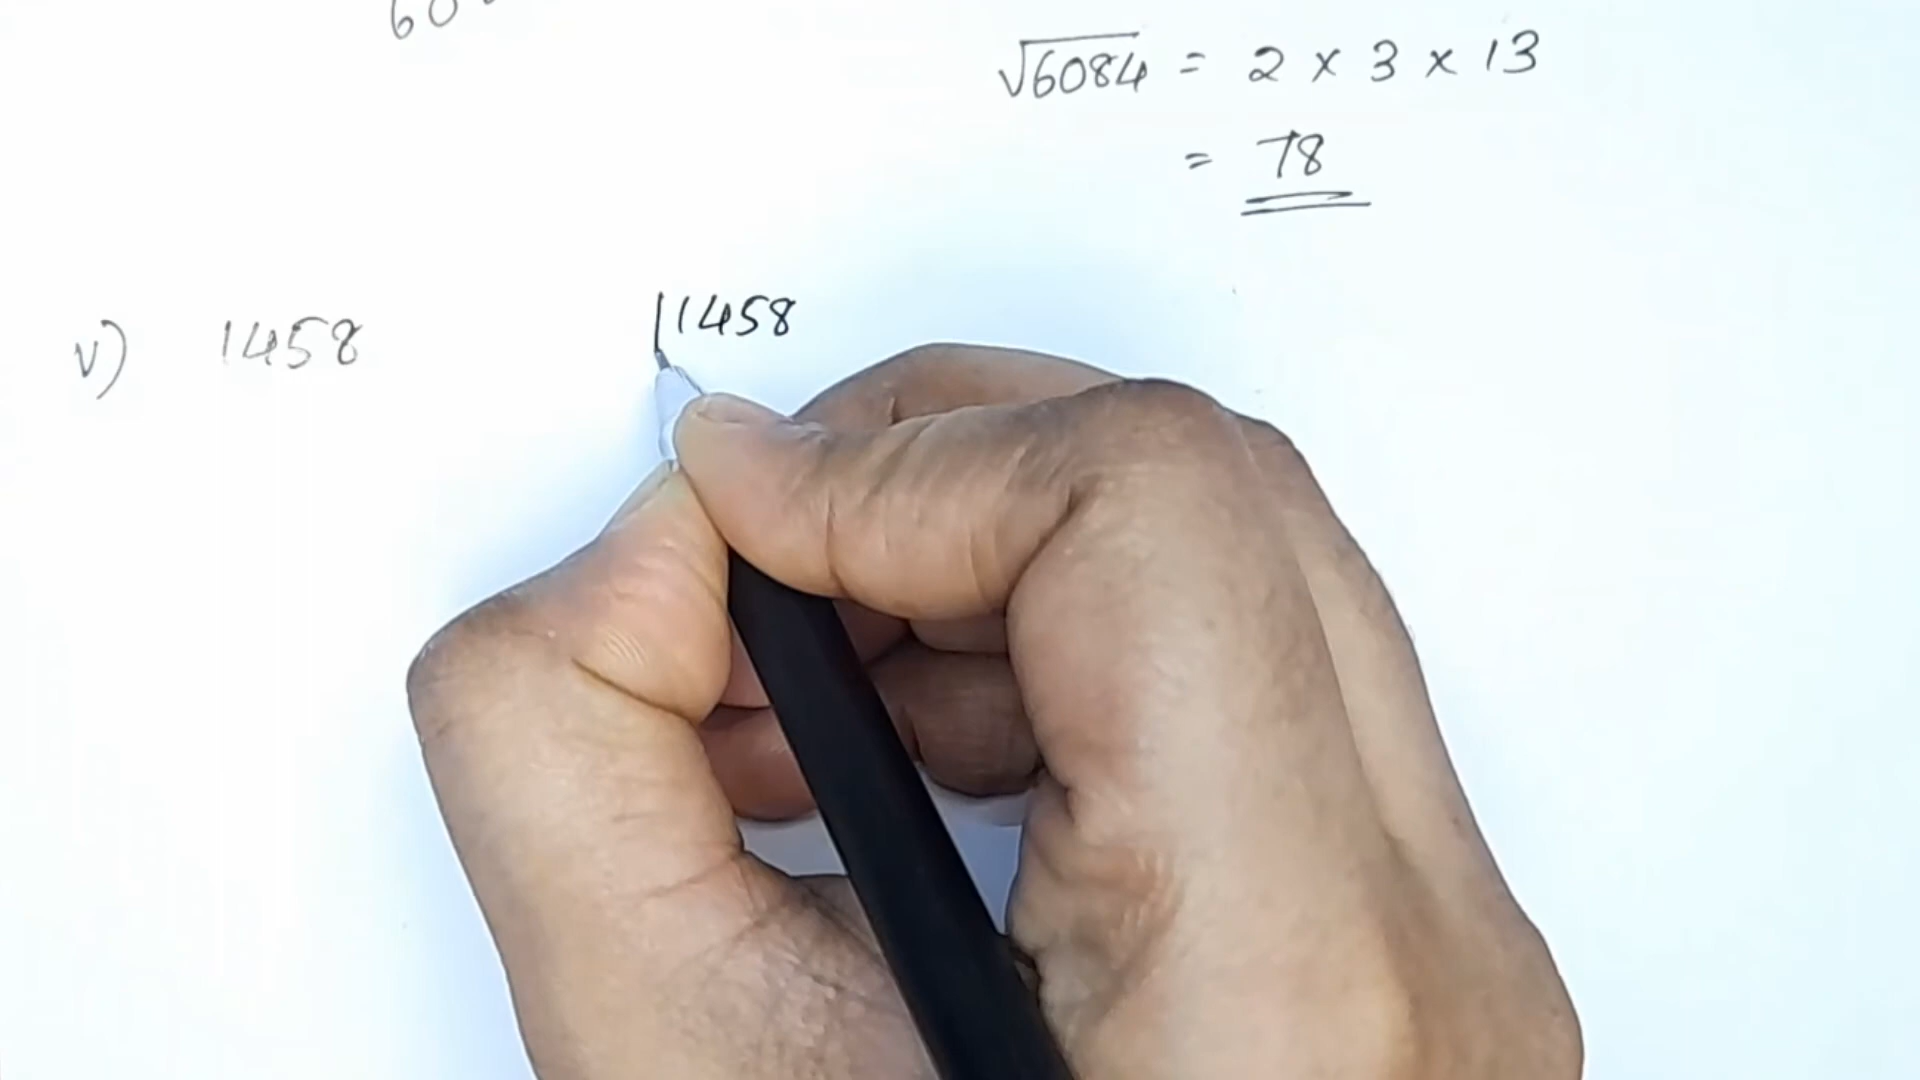 √6084 = 2 x 3 x 13
= 78
v) 1458
1458